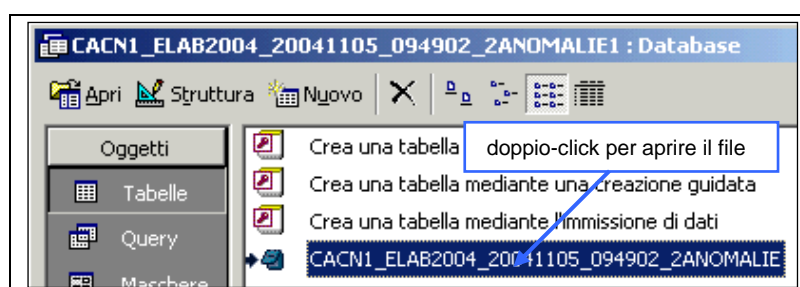 CACN1_ELAB2004_20041105_094902_2ANOMALIE1 : Database
Apri Struttura Nuovo
Oggetti
Crea una tabella
doppio-click per aprire il file
Tabelle
Crea una tabella mediante una creazione guidata
Query
Crea una tabella mediante l'immissione di dati
CACN1_ELAB2004_20041105_094902_2ANOMALIE
Maschere